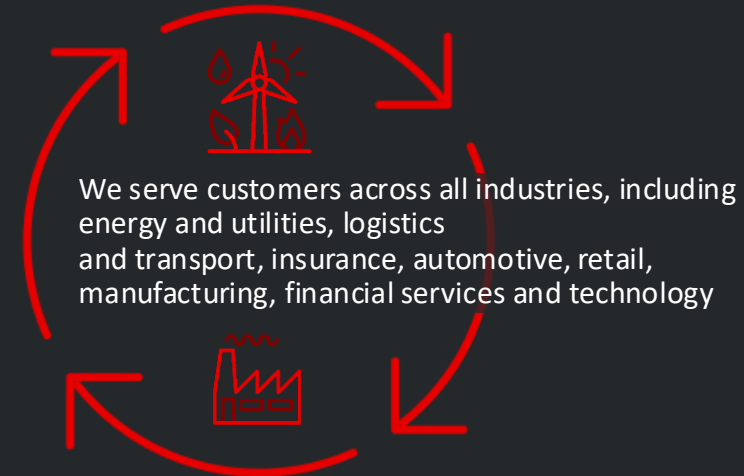 We serve customers across all industries, including
energy and utilities, logistics
and transport, insurance, automotive, retail,
manufacturing, financial services and technology